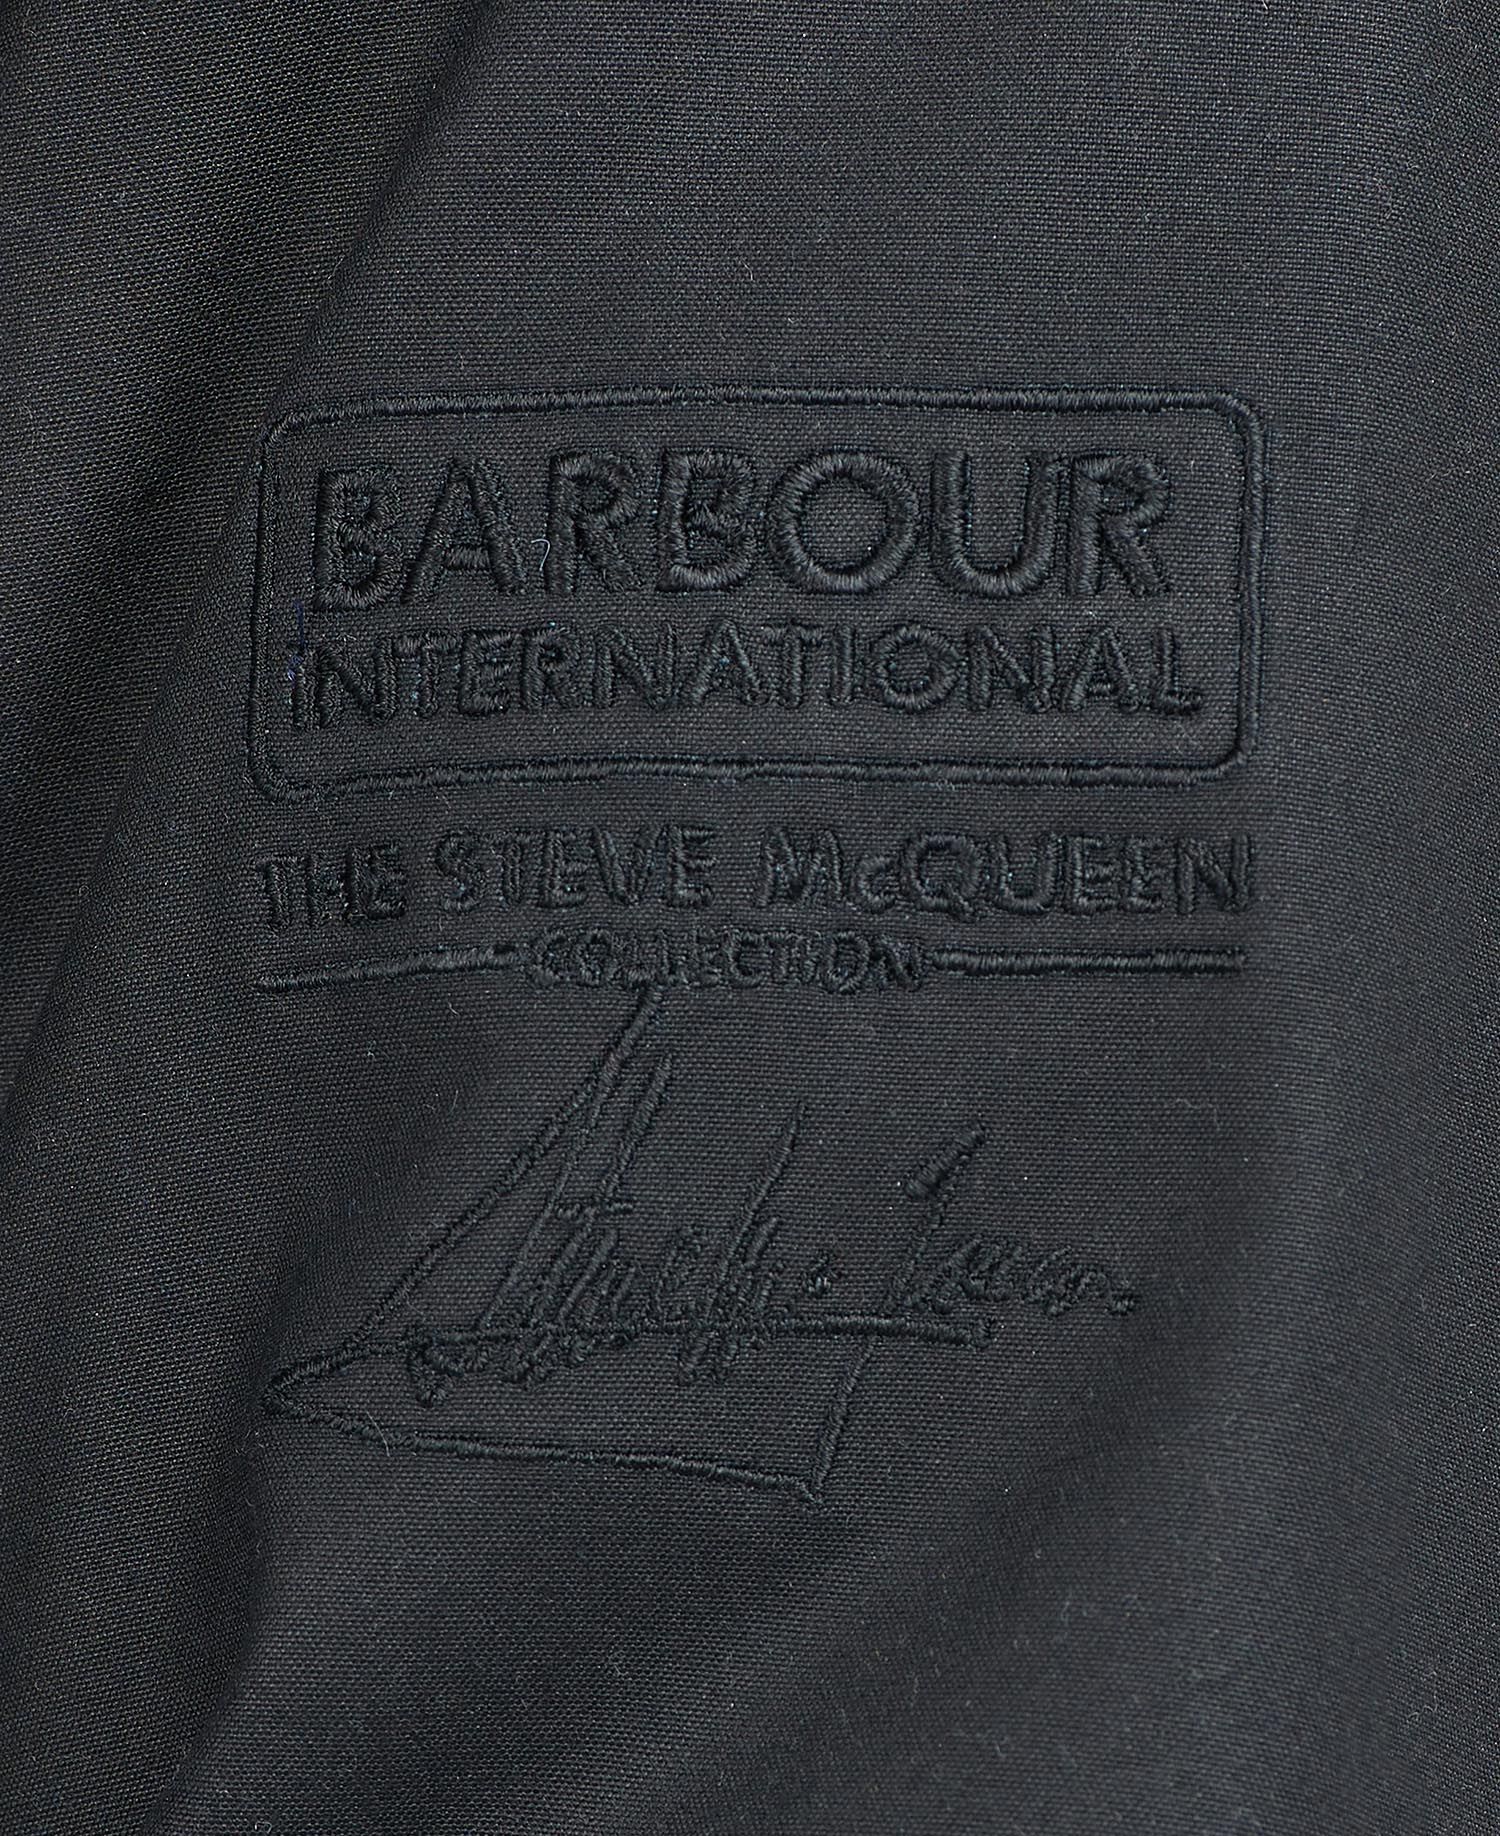 BARBOUR
INTERNATIONAL
THE STEVE McQUEEN
COLLECTION